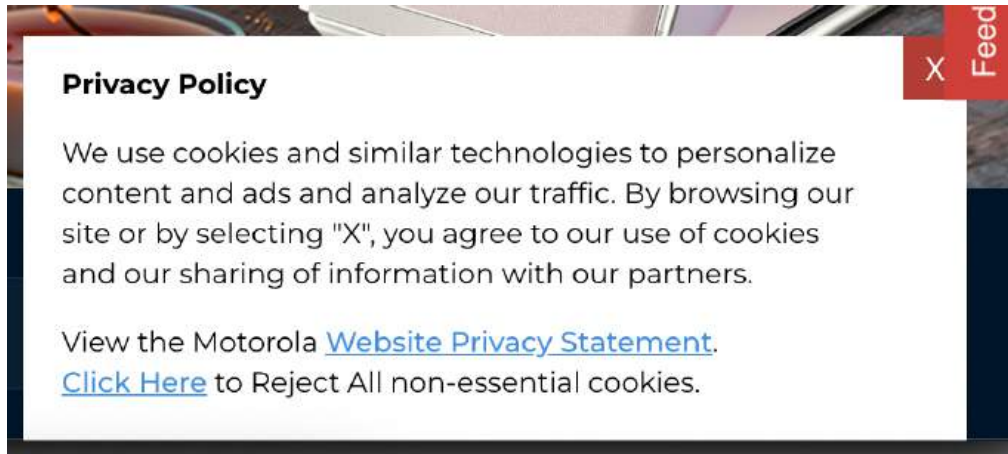 Privacy Policy
X
Feed
We use cookies and similar technologies to personalize
content and ads and analyze our traffic. By browsing our
site or by selecting "X", you agree to our use of cookies
and our sharing of information with our partners.
View the Motorola Website Privacy Statement.
Click Here to Reject All non-essential cookies.